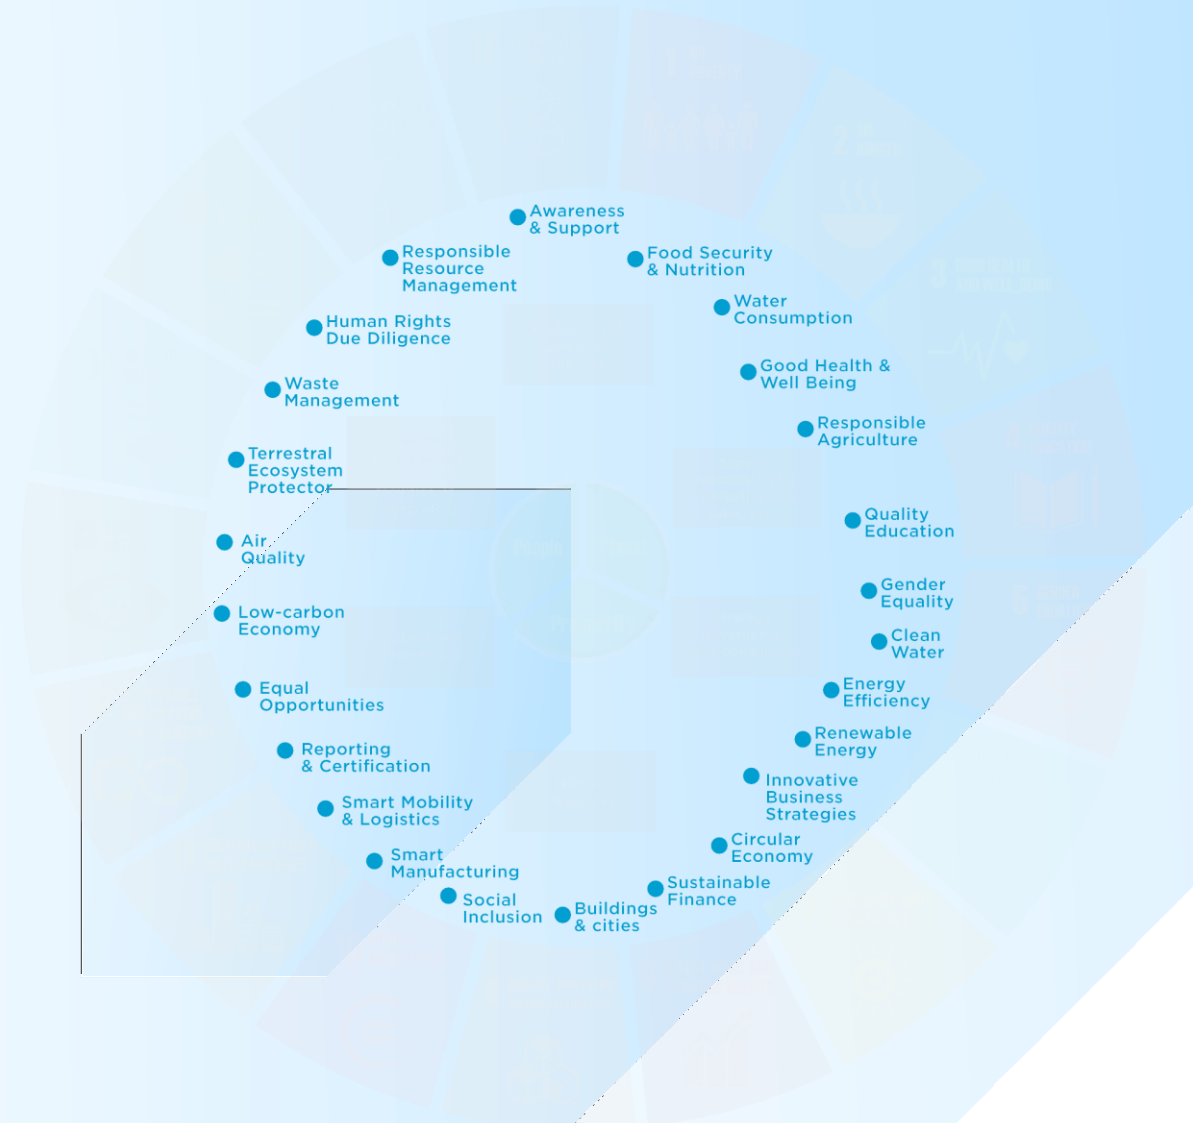 Awareness
& Support
Food Security
& Nutrition
Water
Consumption
Good Health &
Well Being
Responsible
Agriculture
Quality
Education
Gender
Equality
Clean
Water
Energy
Efficiency
Renewable
Energy
Innovative
Business
Strategies
Circular
Economy
Sustainable
Finance
Buildings
& cities
Social
Inclusion
Smart
Manufacturing
Smart Mobility
& Logistics
Reporting
& Certification
Equal
Opportunities
Low-carbon
Economy
Air
Quality
Terrestral
Ecosystem
Protector
Waste
Management
Human Rights
Due Diligence
Responsible
Resource
Management